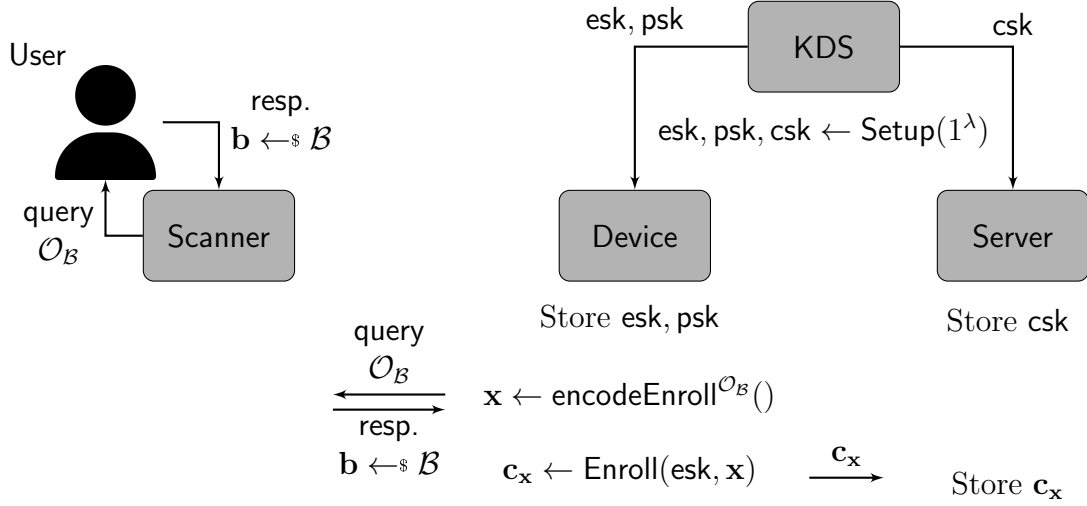 User
resp.
b ←$ ℬ
query
𝒪_ℬ
Scanner
esk, psk
KDS
csk
esk, psk, csk ← Setup(1^λ)
Device
Server
Store esk, psk
Store csk
query
𝒪_ℬ
x ← encodeEnroll^{𝒪_ℬ}()
resp.
b ←$ ℬ
c_x ← Enroll(esk, x)
c_x
Store c_x